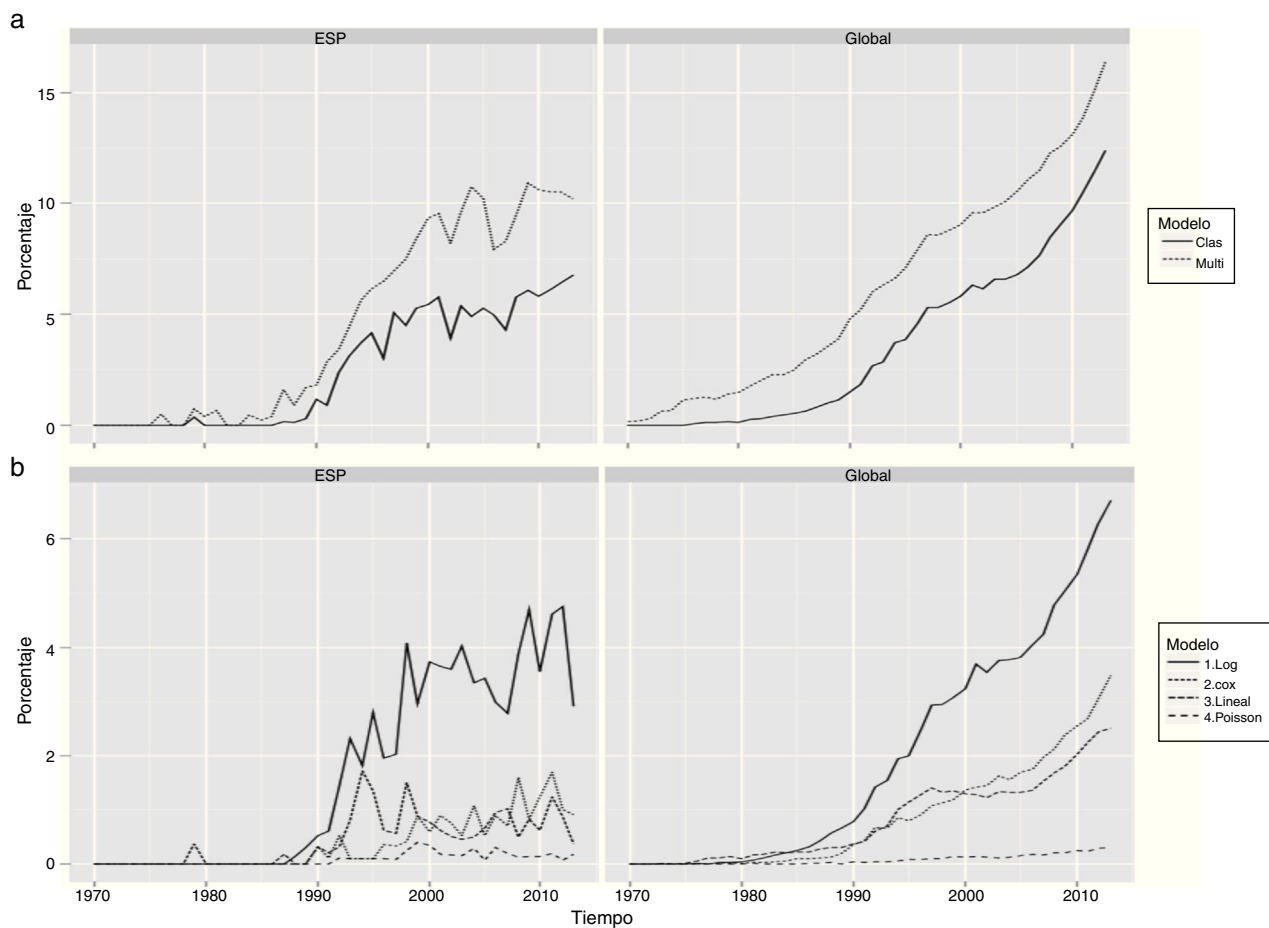 a
ESP
Global
15
10
5
0
Porcentaje
Modelo
Clas
Multi
b
ESP
Global
6
4
2
0
Porcentaje
Modelo
1.Log
2.cox
3.Lineal
4.Poisson
1970 1980 1990 2000 2010 1970 1980 1990 2000 2010
Tiempo